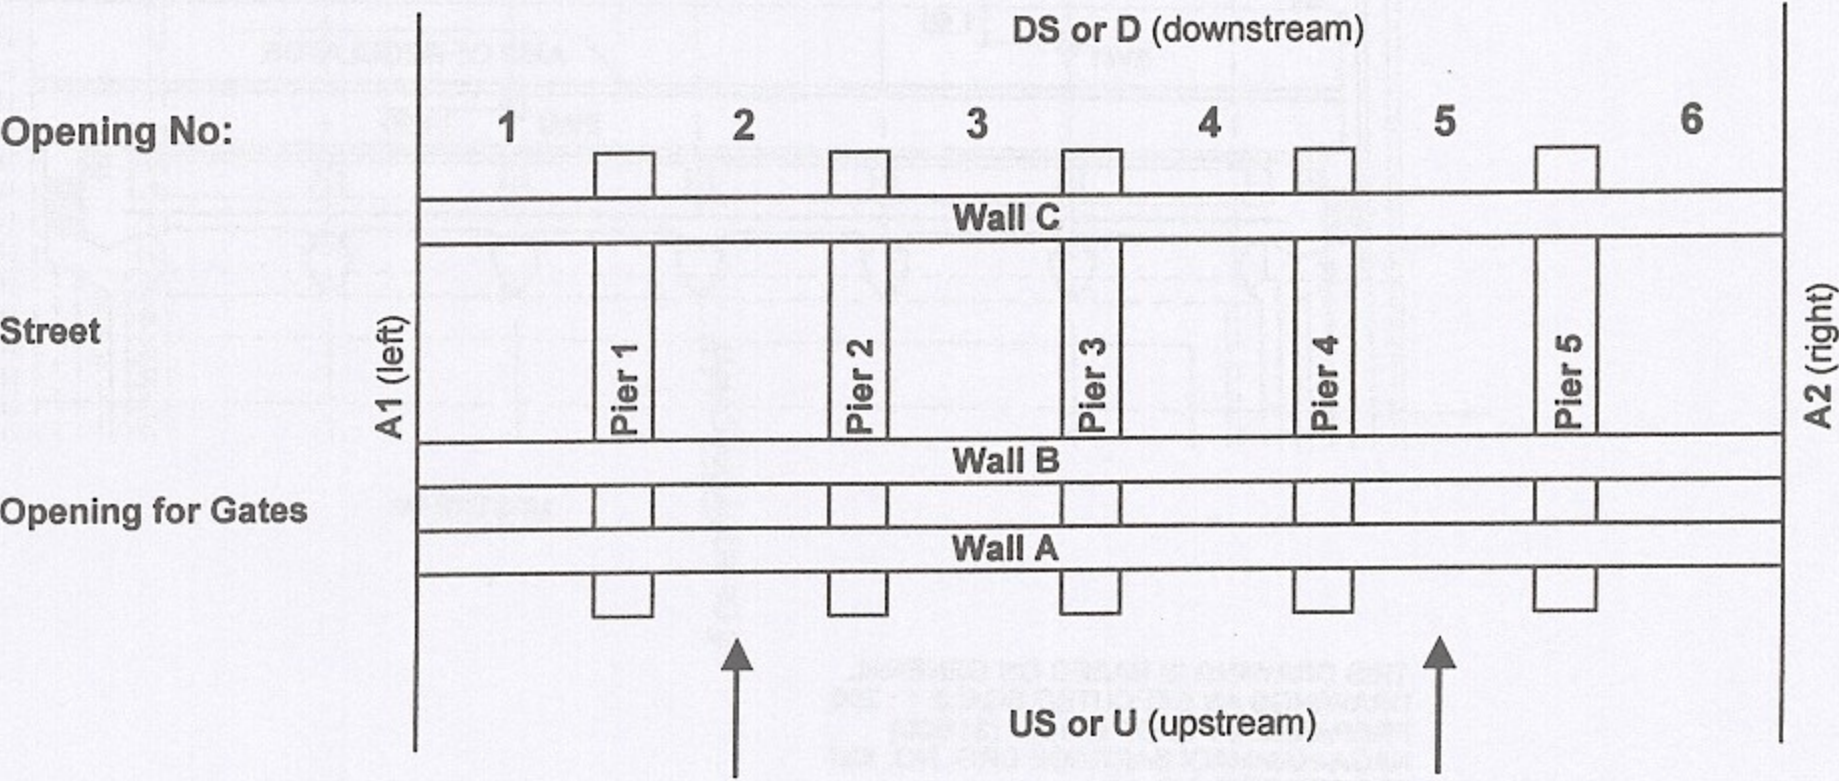 DS or D (downstream)
Opening No: 1 2 3 4 5 6
Wall C
Street
A1 (left)
Pier 1
Pier 2
Pier 3
Pier 4
Pier 5
A2 (right)
Wall B
Opening for Gates
Wall A
US or U (upstream)